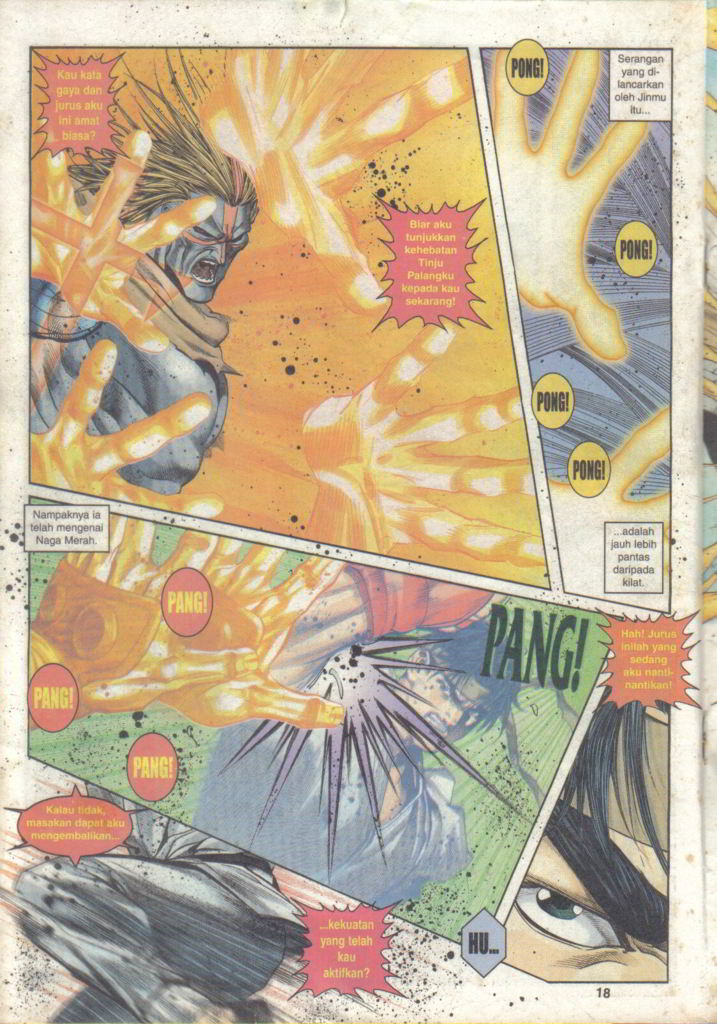 Kau kata
gaya dan
jurus aku
ini amat
biasa?
Biar aku
tunjukkan
kehebatan
Tinju
Palangku
kepada kau
sekarang!
PONG!
Serangan
yang di-
lancarkan
oleh Jinmu
itu...
PONG!
PONG!
PONG!
...adalah
jauh lebih
pantas
daripada
kilat.
Nampaknya ia
telah mengenai
Naga Merah.
PANG!
PANG!
PANG!
PANG!
Hah! Jurus
inilah yang
sedang
aku nanti-
nantikan!
Kalau tidak,
masakan dapat aku
mengembalikan...
...kekuatan
yang telah
kau
aktifkan?
HU...
18